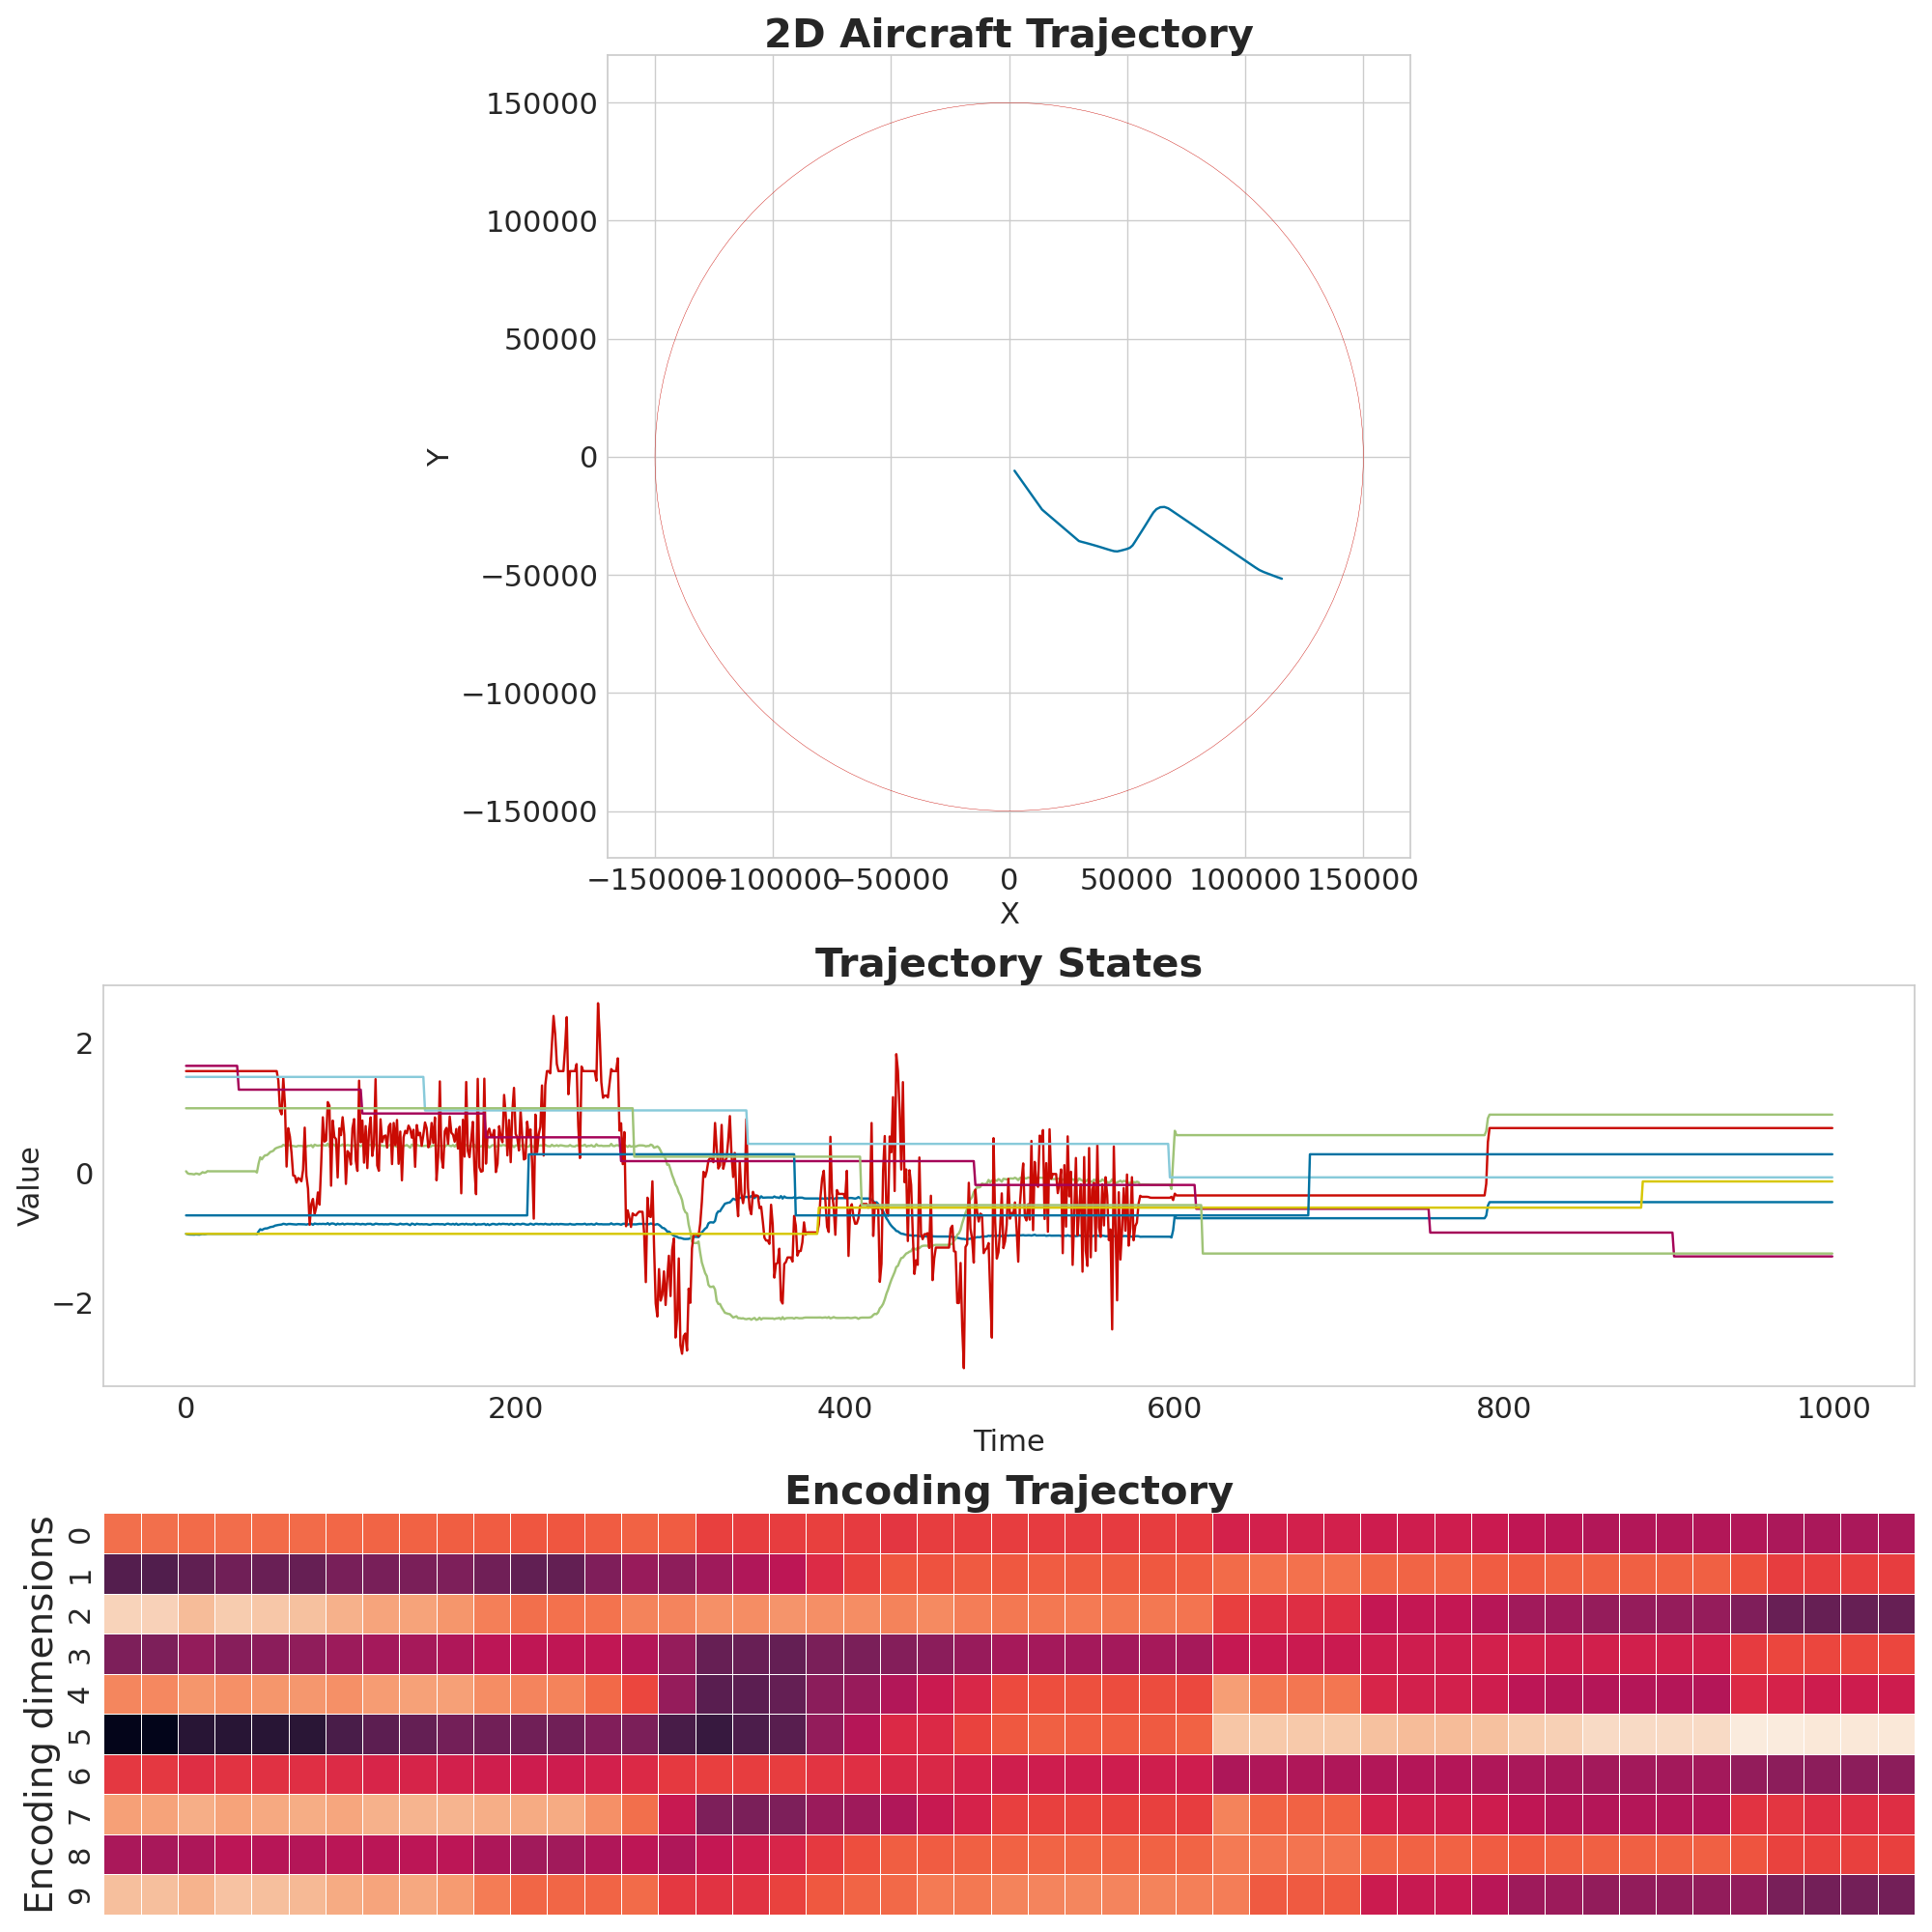 2D Aircraft Trajectory
150000
100000
50000
0
−50000
−100000
−150000
Y
−150000 −100000 −50000 0 50000 100000 150000
X
Trajectory States
2
0
−2
Value
0 200 400 600 800 1000
Time
Encoding Trajectory
Encoding dimensions
0
1
2
3
4
5
6
7
8
9